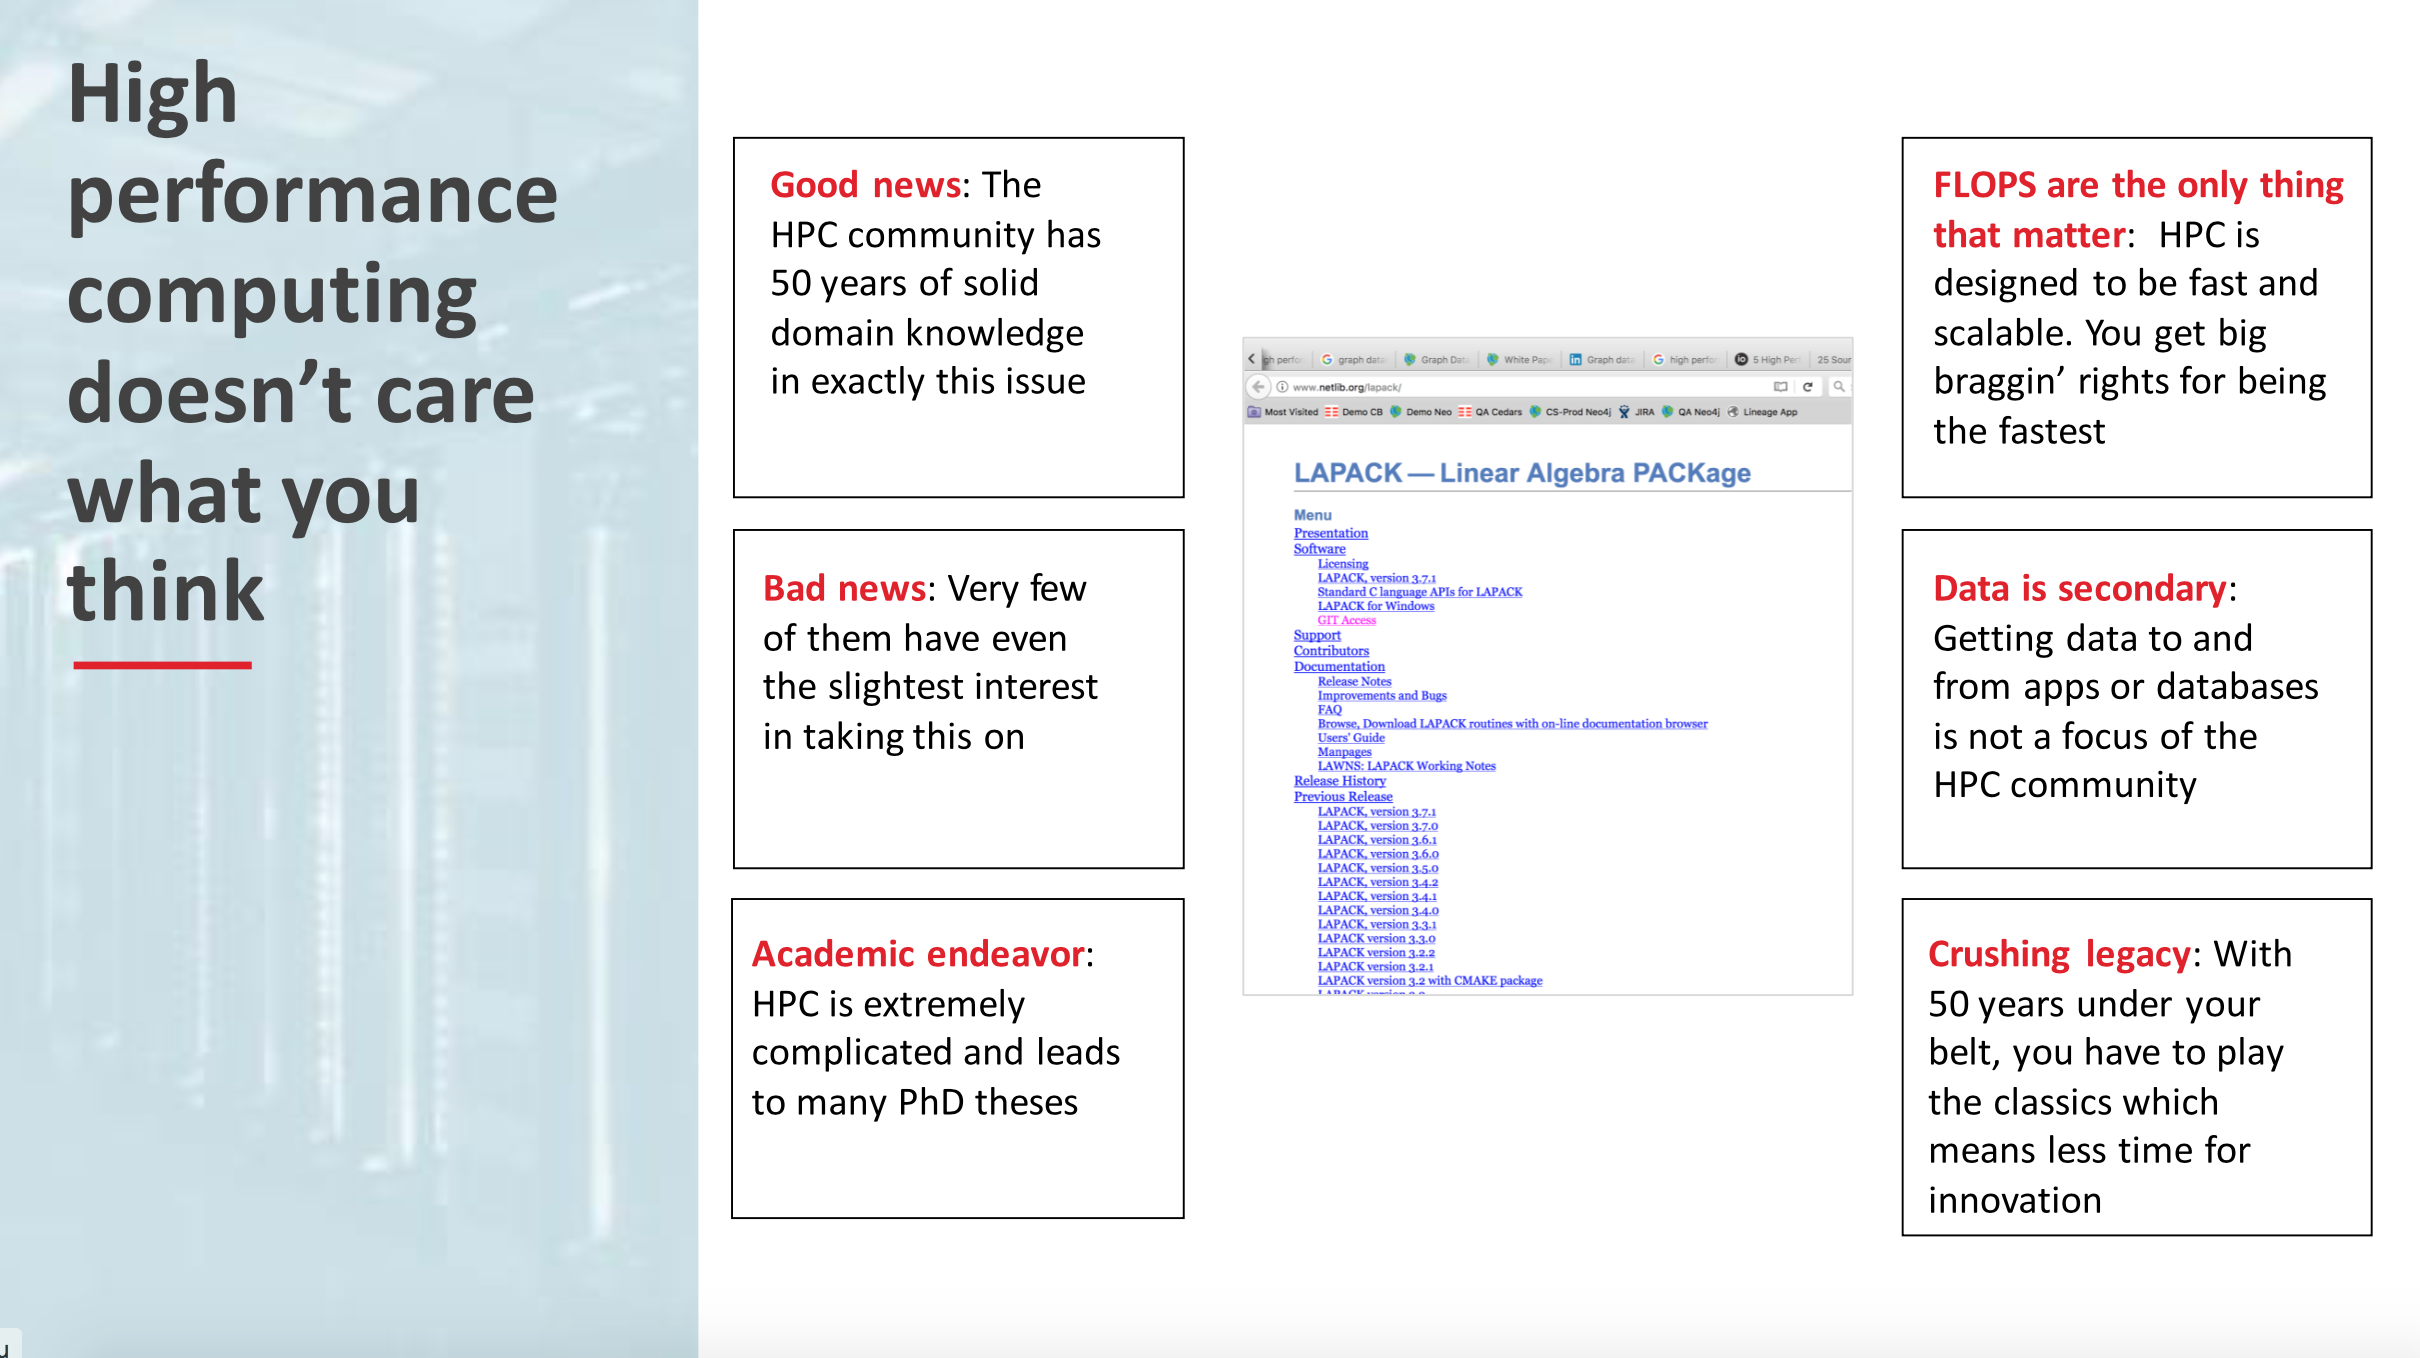 High
performance
computing
doesn’t care
what you
think
Good news: The
HPC community has
50 years of solid
domain knowledge
in exactly this issue
Bad news: Very few
of them have even
the slightest interest
in taking this on
Academic endeavor:
HPC is extremely
complicated and leads
to many PhD theses
gh perfor graph data Graph Data White Pape Graph data high perfor 5 High Perf 25 Sour
www.netlib.org/lapack/
Most Visited Demo CB Demo Neo QA Cedars CS-Prod Neo4j JIRA QA Neo4j Lineage App
LAPACK — Linear Algebra PACKage
Menu
Presentation
Software
Licensing
LAPACK, version 3.7.1
Standard C language APIs for LAPACK
LAPACK for Windows
GIT Access
Support
Contributors
Documentation
Release Notes
Improvements and Bugs
FAQ
Browse, Download LAPACK routines with on-line documentation browser
Users' Guide
Manpages
LAWNS: LAPACK Working Notes
Release History
Previous Release
LAPACK, version 3.7.1
LAPACK, version 3.7.0
LAPACK, version 3.6.1
LAPACK, version 3.6.0
LAPACK, version 3.5.0
LAPACK, version 3.4.2
LAPACK, version 3.4.1
LAPACK, version 3.4.0
LAPACK, version 3.3.1
LAPACK version 3.3.0
LAPACK version 3.2.2
LAPACK version 3.2.1
LAPACK version 3.2 with CMAKE package
FLOPS are the only thing
that matter: HPC is
designed to be fast and
scalable. You get big
braggin’ rights for being
the fastest
Data is secondary:
Getting data to and
from apps or databases
is not a focus of the
HPC community
Crushing legacy: With
50 years under your
belt, you have to play
the classics which
means less time for
innovation